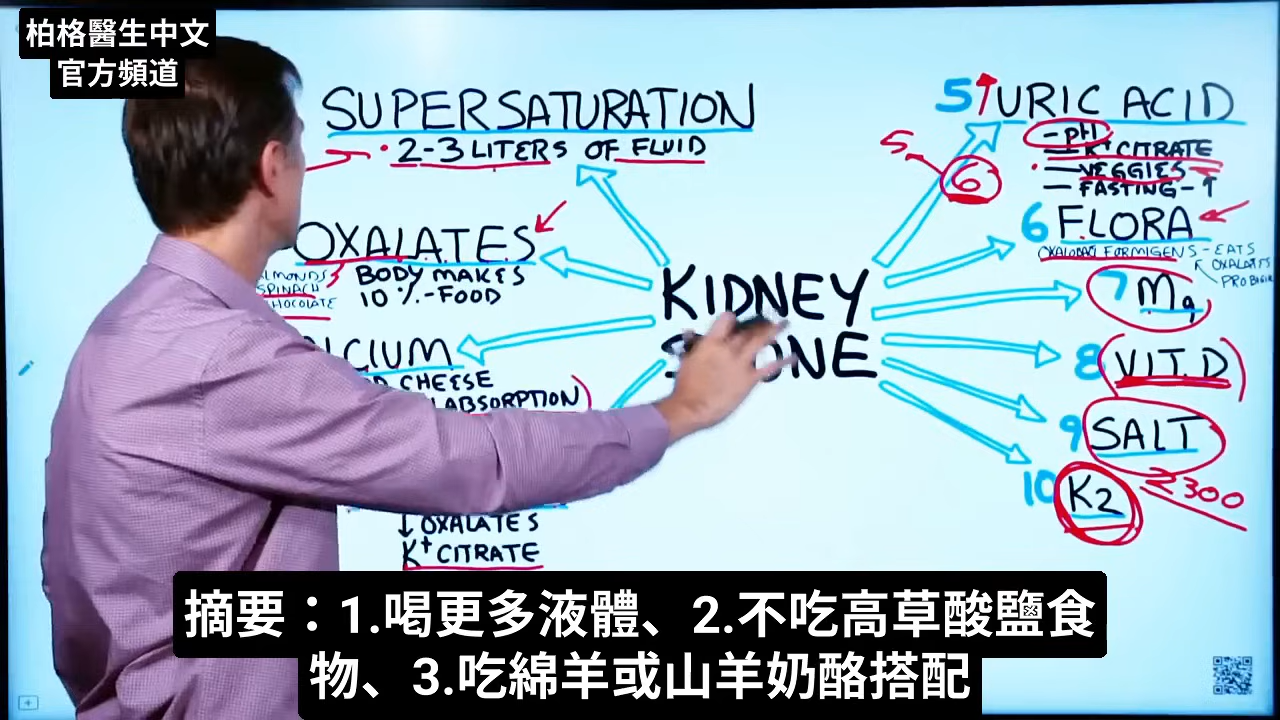 柏格醫生中文
官方頻道
SUPERSATURATION
• 2-3 LITERS OF FLUID
OXALATES
ALMONDS
SPINACH
CHOCOLATE
BODY MAKES
10%-FOOD
CHEESE
ABSORPTION
↓ OXALATES
K+ CITRATE
KIDNEY
5 ↑ URIC ACID
- pH
- K+ CITRATE
- VEGGIES
- FASTING - ↑
5
6
6 FLORA
FORMIGENS - EATS
OXALATES
7 Mg
8 (VIT. D)
9 SALT
300
10 K2
摘要：1.喝更多液體、2.不吃高草酸鹽食
物、3.吃綿羊或山羊奶酪搭配